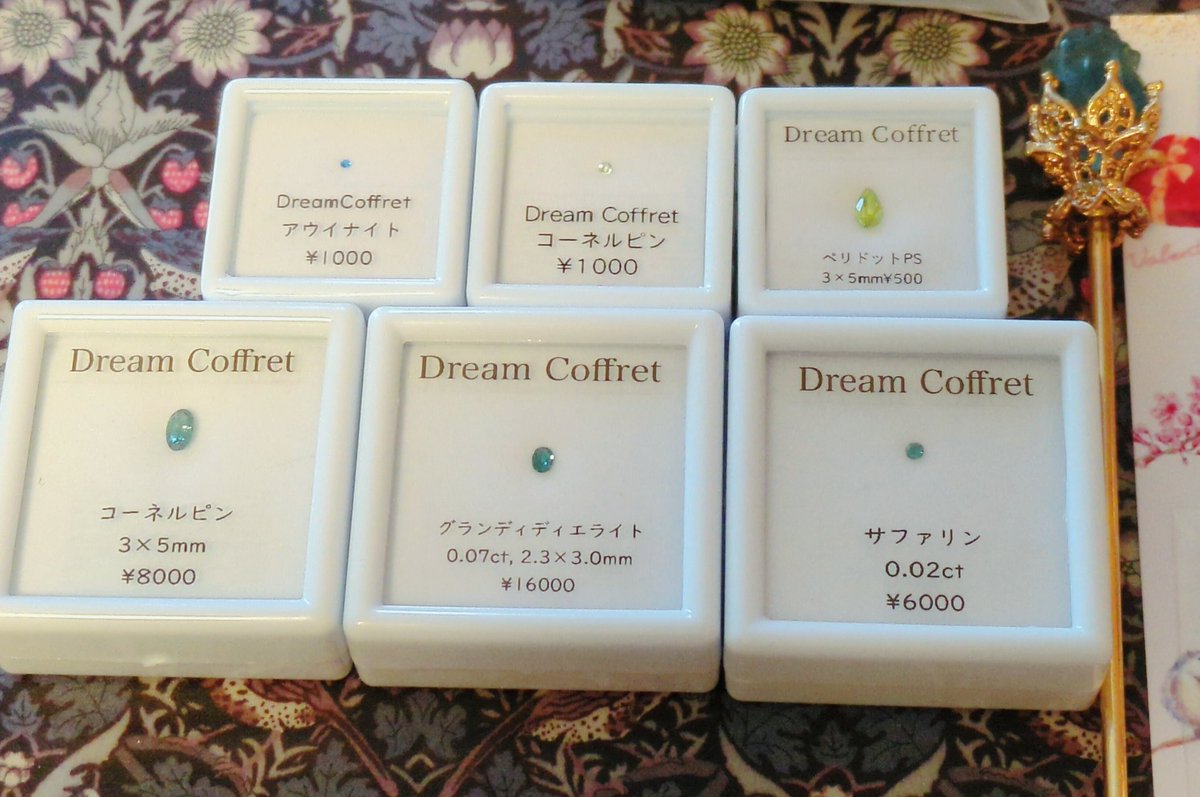 DreamCoffret
アウイナイト
¥1000
Dream Coffret
コーネルピン
¥1000
Dream Coffret
ペリドットPS
3×5mm¥500
Dream Coffret
コーネルピン
3×5mm
¥8000
Dream Coffret
グランディディエライト
0.07ct, 2.3×3.0mm
¥16000
Dream Coffret
サファリン
0.02ct
¥6000